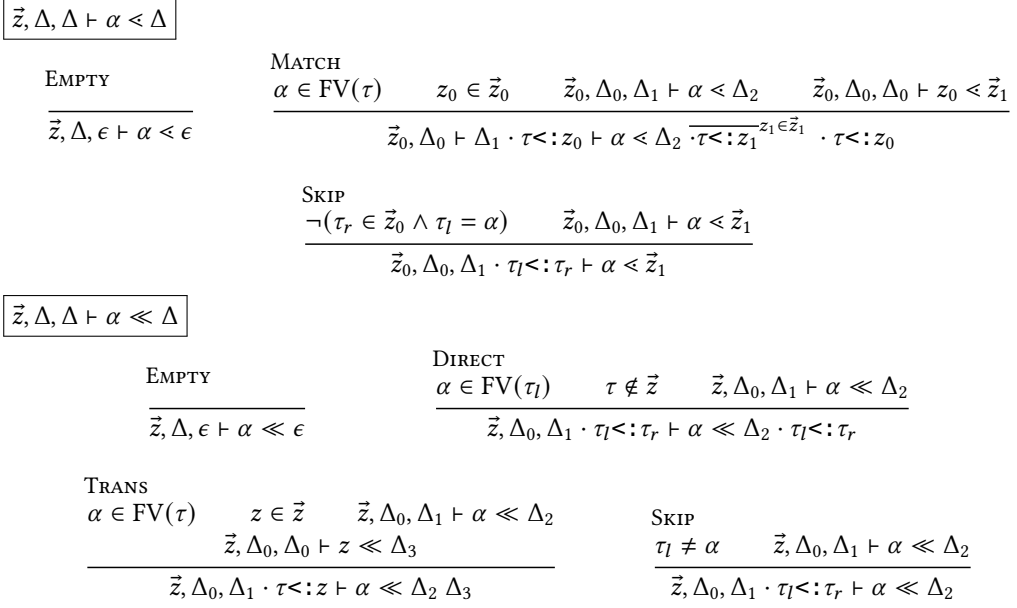 z⃗, Δ, Δ ⊢ α ⋖ Δ
Empty
z⃗, Δ, ϵ ⊢ α ⋖ ϵ
Match
α ∈ FV(τ) z₀ ∈ z⃗₀ z⃗₀, Δ₀, Δ₁ ⊢ α ⋖ Δ₂ z⃗₀, Δ₀, Δ₀ ⊢ z₀ ⋖ z⃗₁
z⃗₀, Δ₀ ⊢ Δ₁ · τ<:z₀ ⊢ α ⋖ Δ₂ \overline{·τ<:z₁}^{z₁∈z⃗₁} · τ<:z₀
Skip
¬(τᵣ ∈ z⃗₀ ∧ τₗ = α) z⃗₀, Δ₀, Δ₁ ⊢ α ⋖ z⃗₁
z⃗₀, Δ₀, Δ₁ · τₗ<:τᵣ ⊢ α ⋖ z⃗₁
z⃗, Δ, Δ ⊢ α ≪ Δ
Empty
z⃗, Δ, ϵ ⊢ α ≪ ϵ
Direct
α ∈ FV(τₗ) τ ∉ z⃗ z⃗, Δ₀, Δ₁ ⊢ α ≪ Δ₂
z⃗, Δ₀, Δ₁ · τₗ<:τᵣ ⊢ α ≪ Δ₂ · τₗ<:τᵣ
Trans
α ∈ FV(τ) z ∈ z⃗ z⃗, Δ₀, Δ₁ ⊢ α ≪ Δ₂
z⃗, Δ₀, Δ₀ ⊢ z ≪ Δ₃
z⃗, Δ₀, Δ₁ · τ<:z ⊢ α ≪ Δ₂ Δ₃
Skip
τₗ ≠ α z⃗, Δ₀, Δ₁ ⊢ α ≪ Δ₂
z⃗, Δ₀, Δ₁ · τₗ<:τᵣ ⊢ α ≪ Δ₂